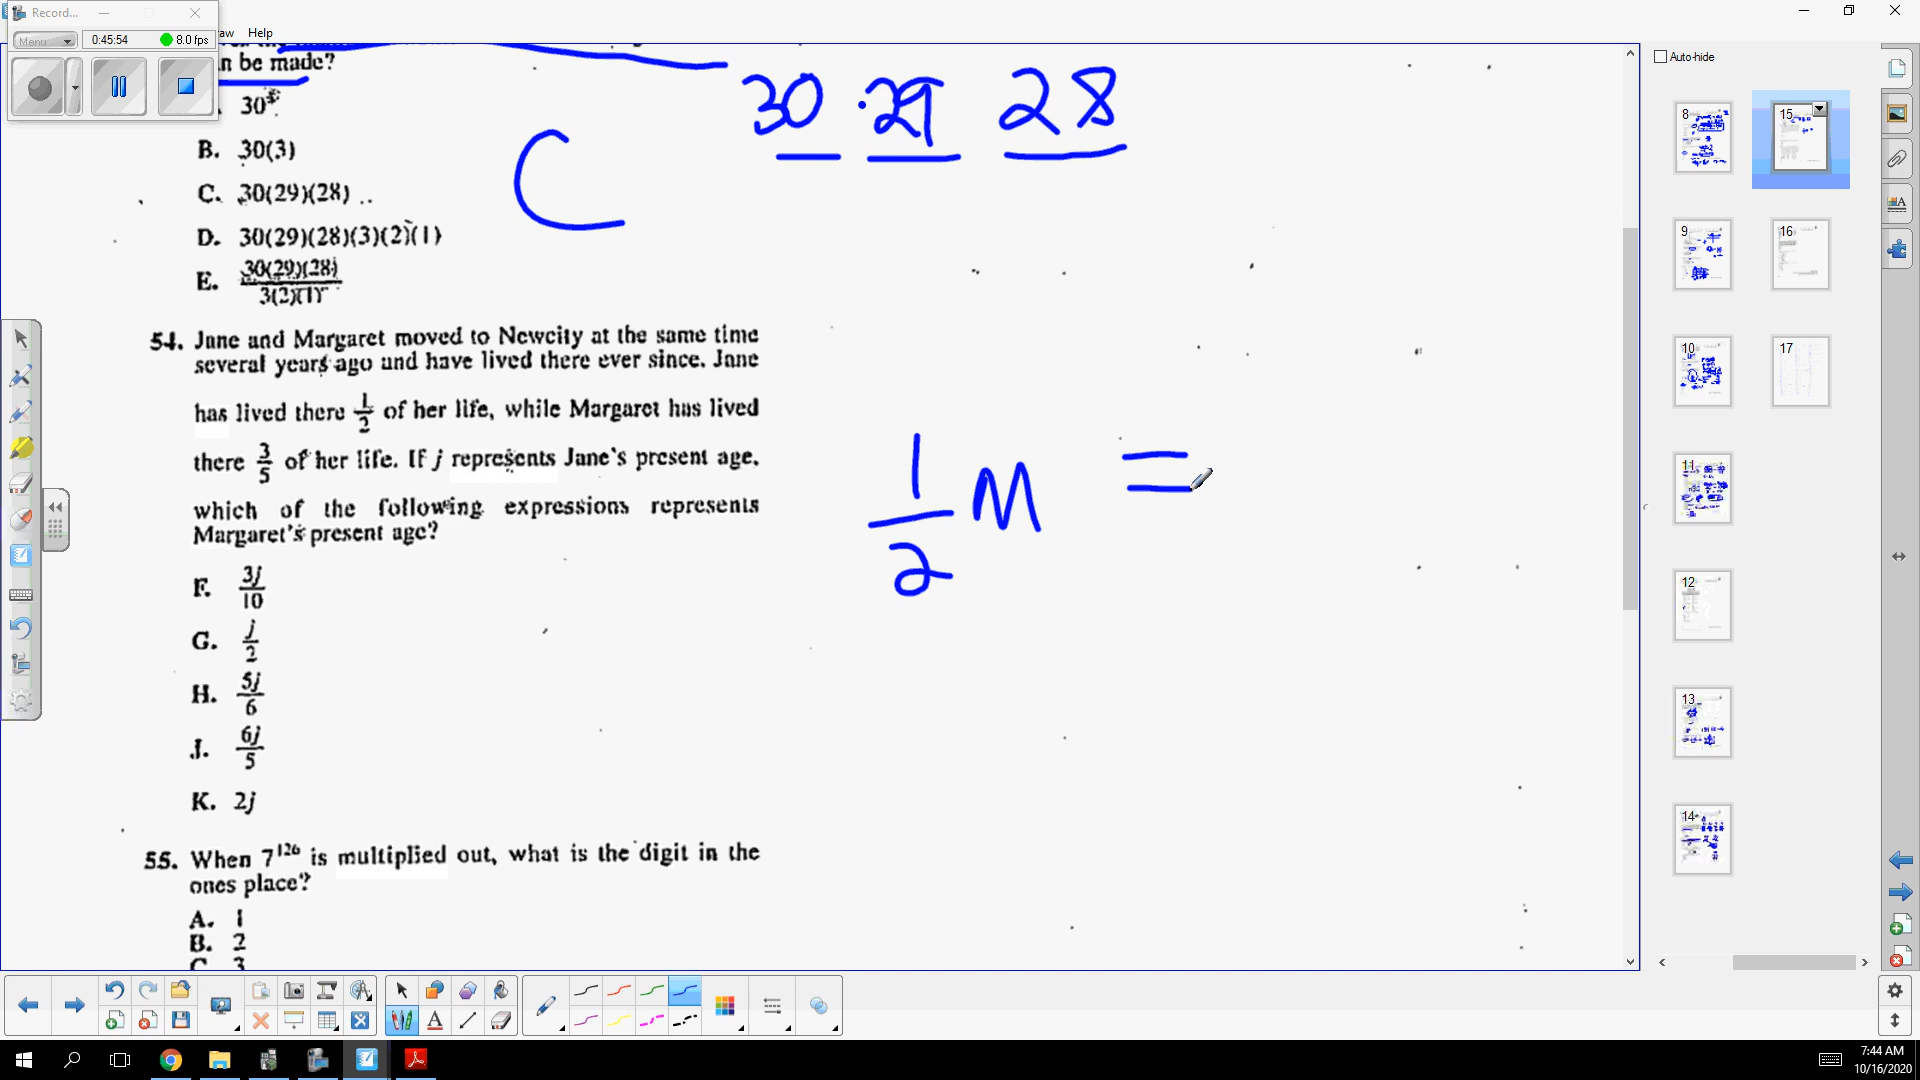 Record...
Menu
0:45:54
8.0 fps
aw Help
n be made?
30
B. 30(3)
C. 30(29)(28)
D. 30(29)(28)(3)(2)(1)
E. 30(29)(28)
3(2)(1)
30 · 29 28
C
54. Jane and Margaret moved to Newcity at the same time
several years ago and have lived there ever since. Jane
has lived there 1/2 of her life, while Margaret has lived
there 3/5 of her life. If j represents Jane's present age,
which of the following expressions represents
Margaret's present age?
F. 3j/10
G. j/2
H. 5j/6
J. 6j/5
K. 2j
1/2 M =
55. When 7¹²⁶ is multiplied out, what is the digit in the
ones place?
A. 1
B. 2
C. 3
Auto-hide
8
15
9
16
10
17
11
12
13
14
7:44 AM
10/16/2020